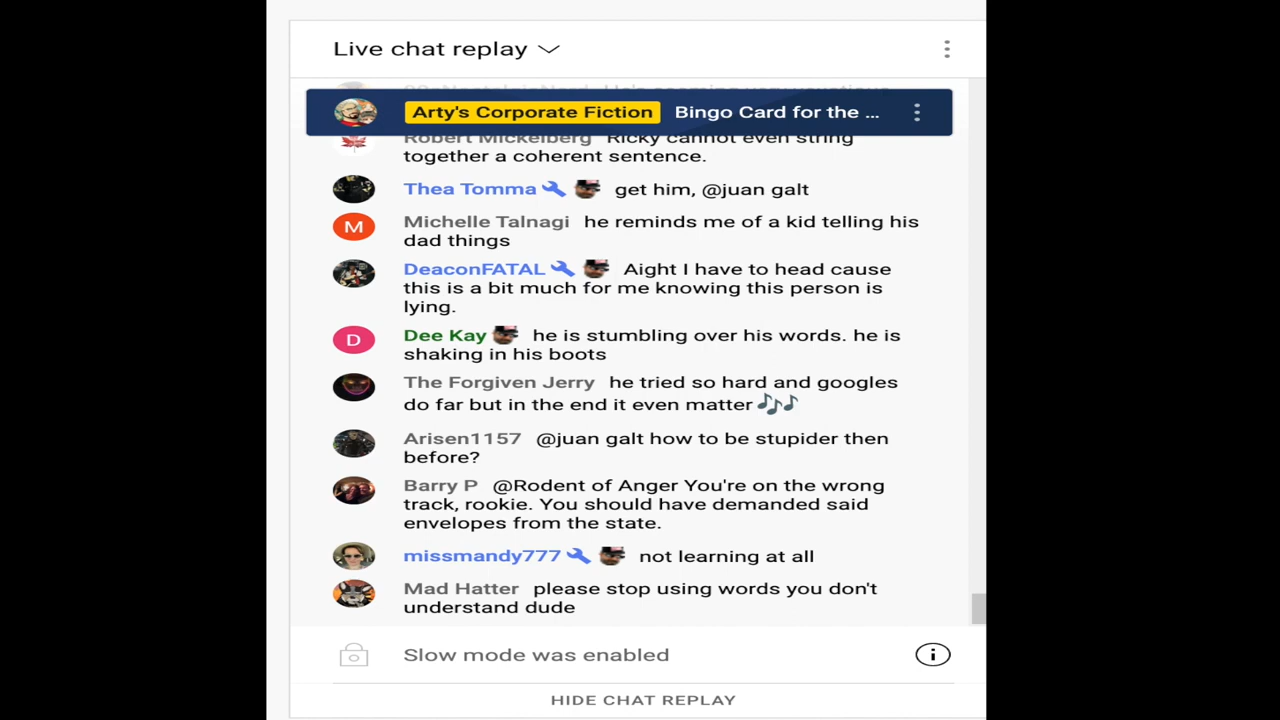 Live chat replay
Arty's Corporate Fiction Bingo Card for the ...
Robert Mickelberg Ricky cannot even string
together a coherent sentence.
Thea Tomma get him, @juan galt
M Michelle Talnagi he reminds me of a kid telling his
dad things
DeaconFATAL Aight I have to head cause
this is a bit much for me knowing this person is
lying.
D Dee Kay he is stumbling over his words. he is
shaking in his boots
The Forgiven Jerry he tried so hard and googles
do far but in the end it even matter 🎶🎵
Arisen1157 @juan galt how to be stupider then
before?
Barry P @Rodent of Anger You're on the wrong
track, rookie. You should have demanded said
envelopes from the state.
missmandy777 not learning at all
Mad Hatter please stop using words you don't
understand dude
Slow mode was enabled
HIDE CHAT REPLAY